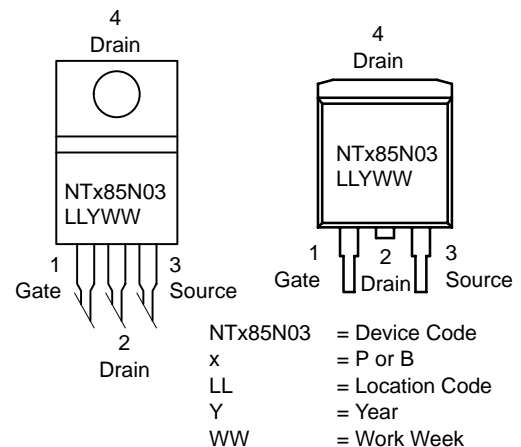 4
Drain
NTx85N03
LLYWW
1
Gate
3
Source
2
Drain
4
Drain
NTx85N03
LLYWW
1
Gate
2
Drain
3
Source
NTx85N03 = Device Code
x = P or B
LL = Location Code
Y = Year
WW = Work Week